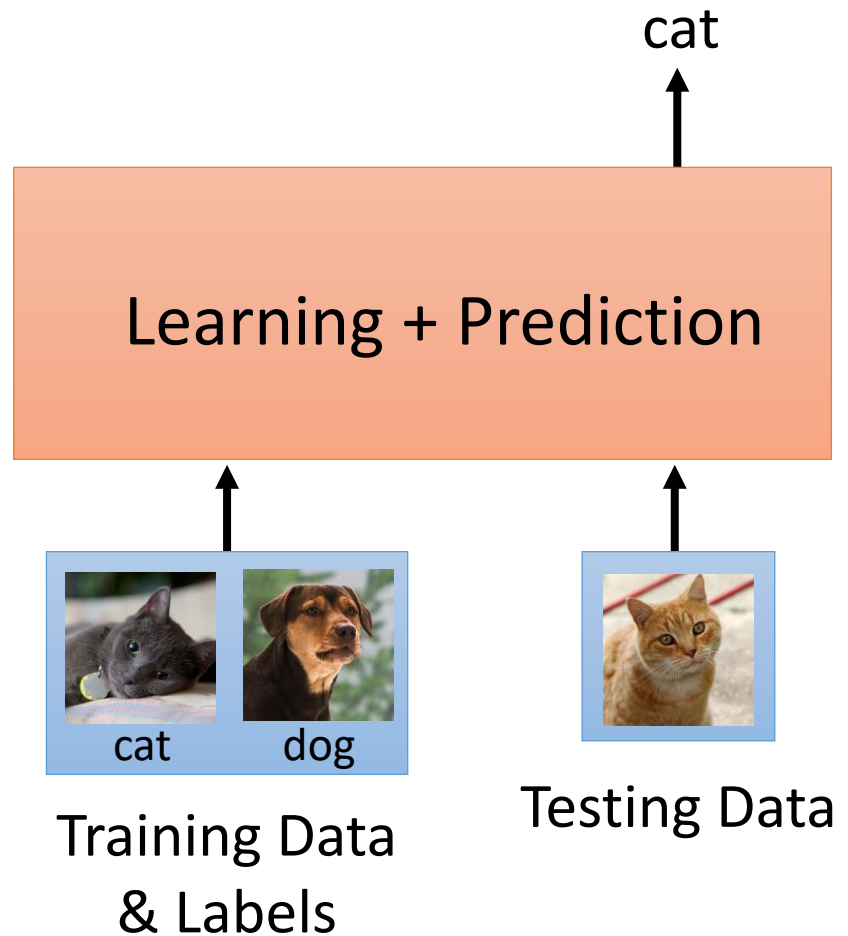 cat
Learning + Prediction
cat
dog
Training Data
& Labels
Testing Data